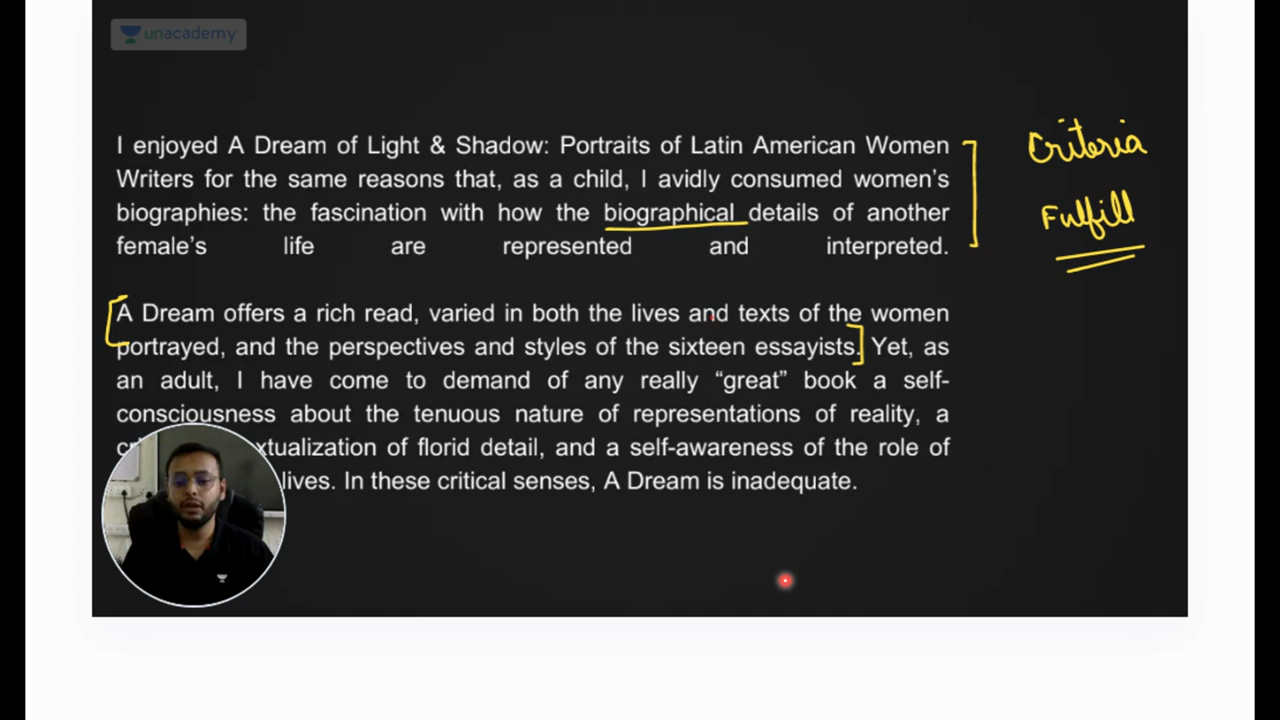 unacademy
I enjoyed A Dream of Light & Shadow: Portraits of Latin American Women
Writers for the same reasons that, as a child, I avidly consumed women's
biographies: the fascination with how the biographical details of another
female's life are represented and interpreted.
Criteria
Fulfill
A Dream offers a rich read, varied in both the lives and texts of the women
portrayed, and the perspectives and styles of the sixteen essayists. Yet, as
an adult, I have come to demand of any really “great” book a self-
consciousness about the tenuous nature of representations of reality, a
of florid detail, and a self-awareness of the role of
lives. In these critical senses, A Dream is inadequate.